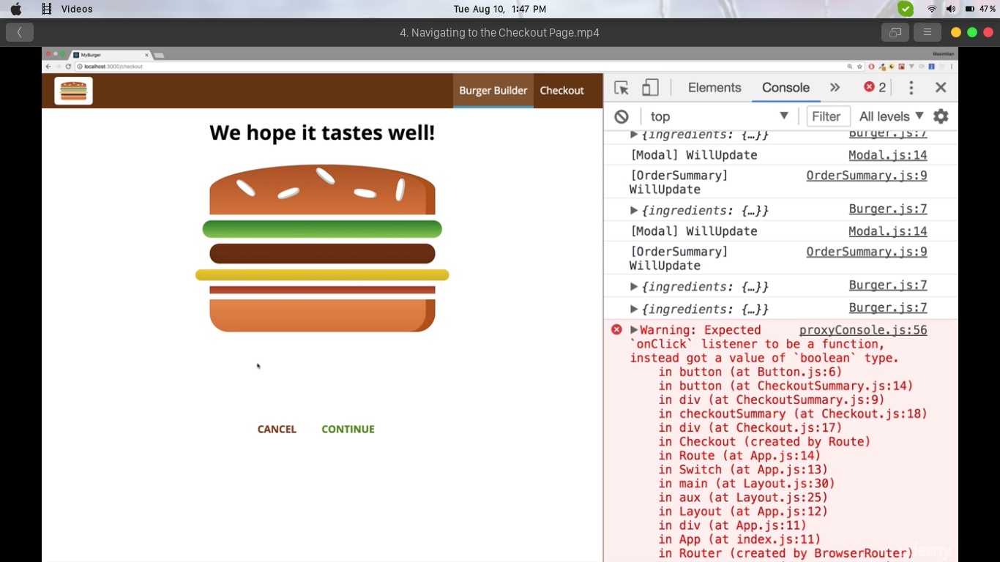 Videos
Tue Aug 10, 1:47 PM
47%
4. Navigating to the Checkout Page.mp4
MyBurger
Maximilian
localhost:3000/checkout
Burger Builder
Checkout
We hope it tastes well!
CANCEL
CONTINUE
Elements
Console
2
top
Filter
All levels
{ingredients: {…}} Burger.js:7
[Modal] WillUpdate Modal.js:14
[OrderSummary] OrderSummary.js:9
WillUpdate
{ingredients: {…}} Burger.js:7
[Modal] WillUpdate Modal.js:14
[OrderSummary] OrderSummary.js:9
WillUpdate
{ingredients: {…}} Burger.js:7
{ingredients: {…}} Burger.js:7
Warning: Expected proxyConsole.js:56
`onClick` listener to be a function,
instead got a value of `boolean` type.
in button (at Button.js:6)
in button (at CheckoutSummary.js:14)
in div (at CheckoutSummary.js:9)
in checkoutSummary (at Checkout.js:18)
in div (at Checkout.js:17)
in Checkout (created by Route)
in Route (at App.js:14)
in Switch (at App.js:13)
in main (at Layout.js:30)
in aux (at Layout.js:25)
in Layout (at App.js:12)
in div (at App.js:11)
in App (at index.js:11)
in Router (created by BrowserRouter)